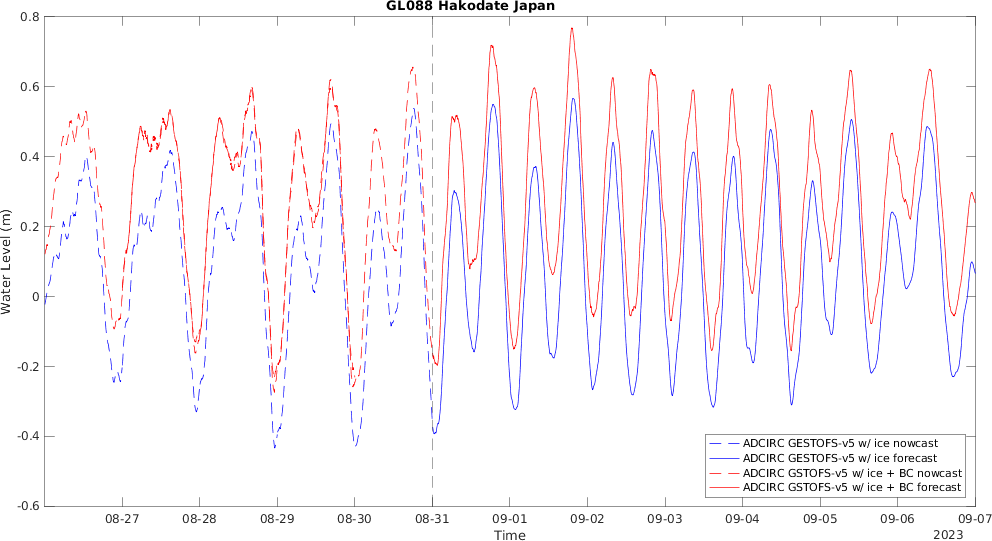 GL088 Hakodate Japan
Water Level (m)
0.8
0.6
0.4
0.2
0
-0.2
-0.4
-0.6
ADCIRC GESTOFS-v5 w/ ice nowcast
ADCIRC GESTOFS-v5 w/ ice forecast
ADCIRC GSTOFS-v5 w/ ice + BC nowcast
ADCIRC GSTOFS-v5 w/ ice + BC forecast
08-27 08-28 08-29 08-30 08-31 09-01 09-02 09-03 09-04 09-05 09-06 09-07
Time
2023